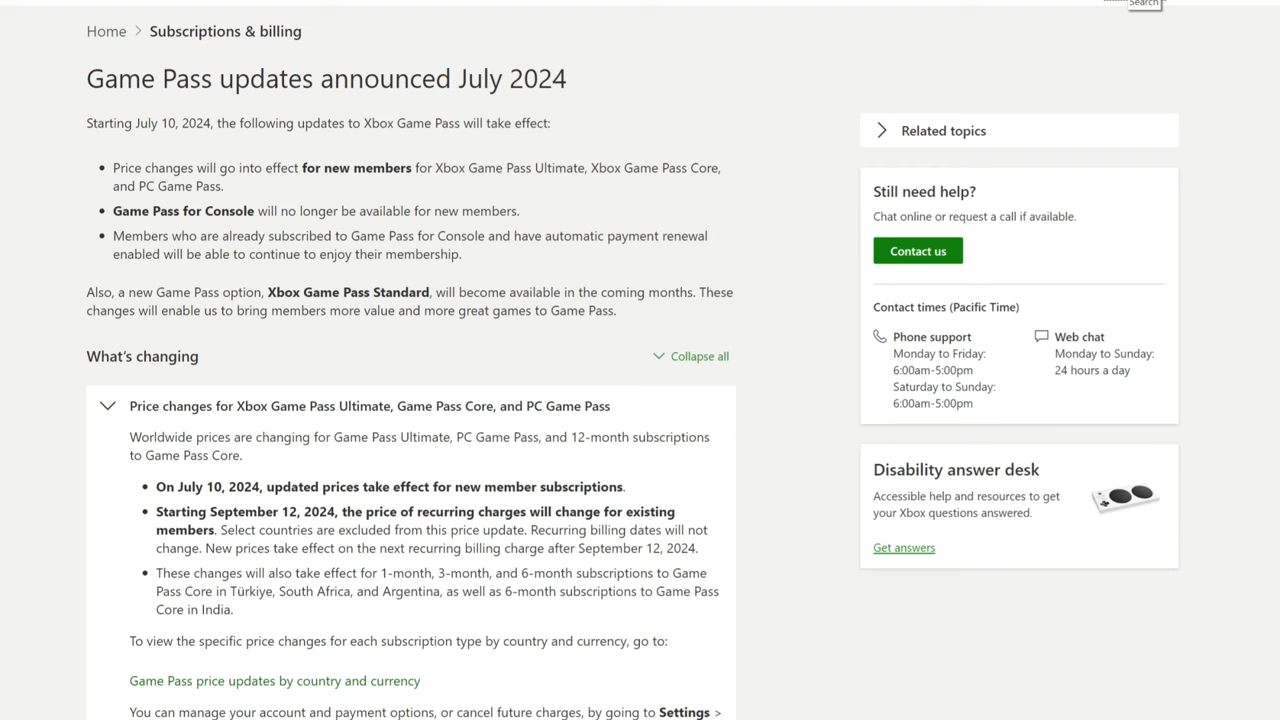 Search
Home > Subscriptions & billing
Game Pass updates announced July 2024
Starting July 10, 2024, the following updates to Xbox Game Pass will take effect:
• Price changes will go into effect for new members for Xbox Game Pass Ultimate, Xbox Game Pass Core,
and PC Game Pass.
• Game Pass for Console will no longer be available for new members.
• Members who are already subscribed to Game Pass for Console and have automatic payment renewal
enabled will be able to continue to enjoy their membership.
Also, a new Game Pass option, Xbox Game Pass Standard, will become available in the coming months. These
changes will enable us to bring members more value and more great games to Game Pass.
What's changing
Collapse all
Price changes for Xbox Game Pass Ultimate, Game Pass Core, and PC Game Pass
Worldwide prices are changing for Game Pass Ultimate, PC Game Pass, and 12-month subscriptions
to Game Pass Core.
• On July 10, 2024, updated prices take effect for new member subscriptions.
• Starting September 12, 2024, the price of recurring charges will change for existing
members. Select countries are excluded from this price update. Recurring billing dates will not
change. New prices take effect on the next recurring billing charge after September 12, 2024.
• These changes will also take effect for 1-month, 3-month, and 6-month subscriptions to Game
Pass Core in Türkiye, South Africa, and Argentina, as well as 6-month subscriptions to Game Pass
Core in India.
To view the specific price changes for each subscription type by country and currency, go to:
Game Pass price updates by country and currency
You can manage your account and payment options, or cancel future charges, by going to Settings >
Related topics
Still need help?
Chat online or request a call if available.
Contact us
Contact times (Pacific Time)
Phone support
Monday to Friday:
6:00am-5:00pm
Saturday to Sunday:
6:00am-5:00pm
Web chat
Monday to Sunday:
24 hours a day
Disability answer desk
Accessible help and resources to get
your Xbox questions answered.
Get answers